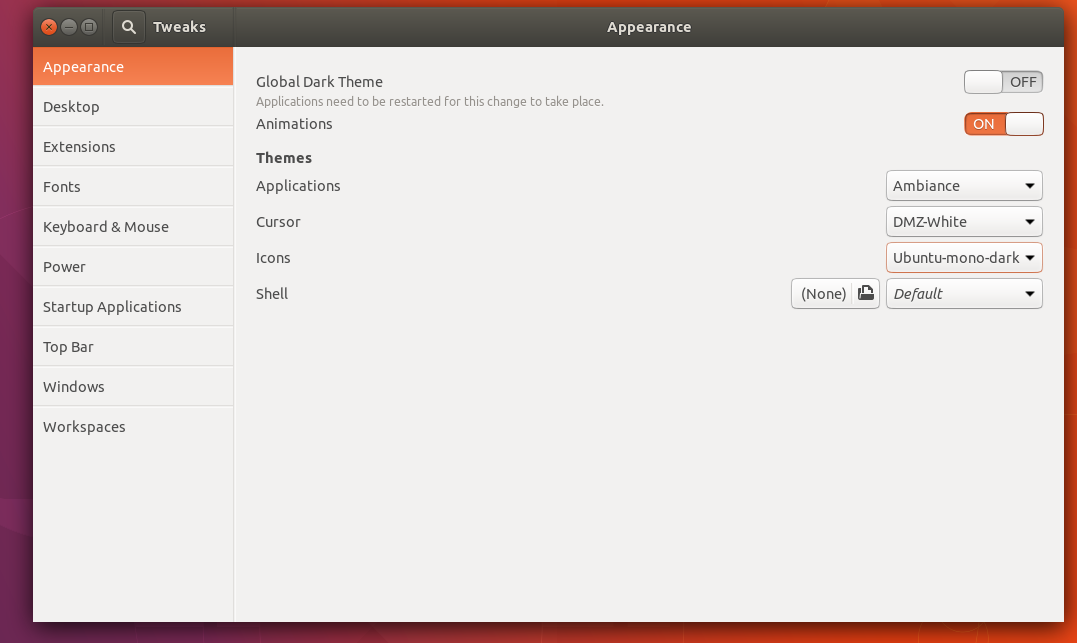 Tweaks
Appearance
Appearance
Desktop
Extensions
Fonts
Keyboard & Mouse
Power
Startup Applications
Top Bar
Windows
Workspaces
Global Dark Theme OFF
Applications need to be restarted for this change to take place.
Animations ON
Themes
Applications Ambiance
Cursor DMZ-White
Icons Ubuntu-mono-dark
Shell (None) Default